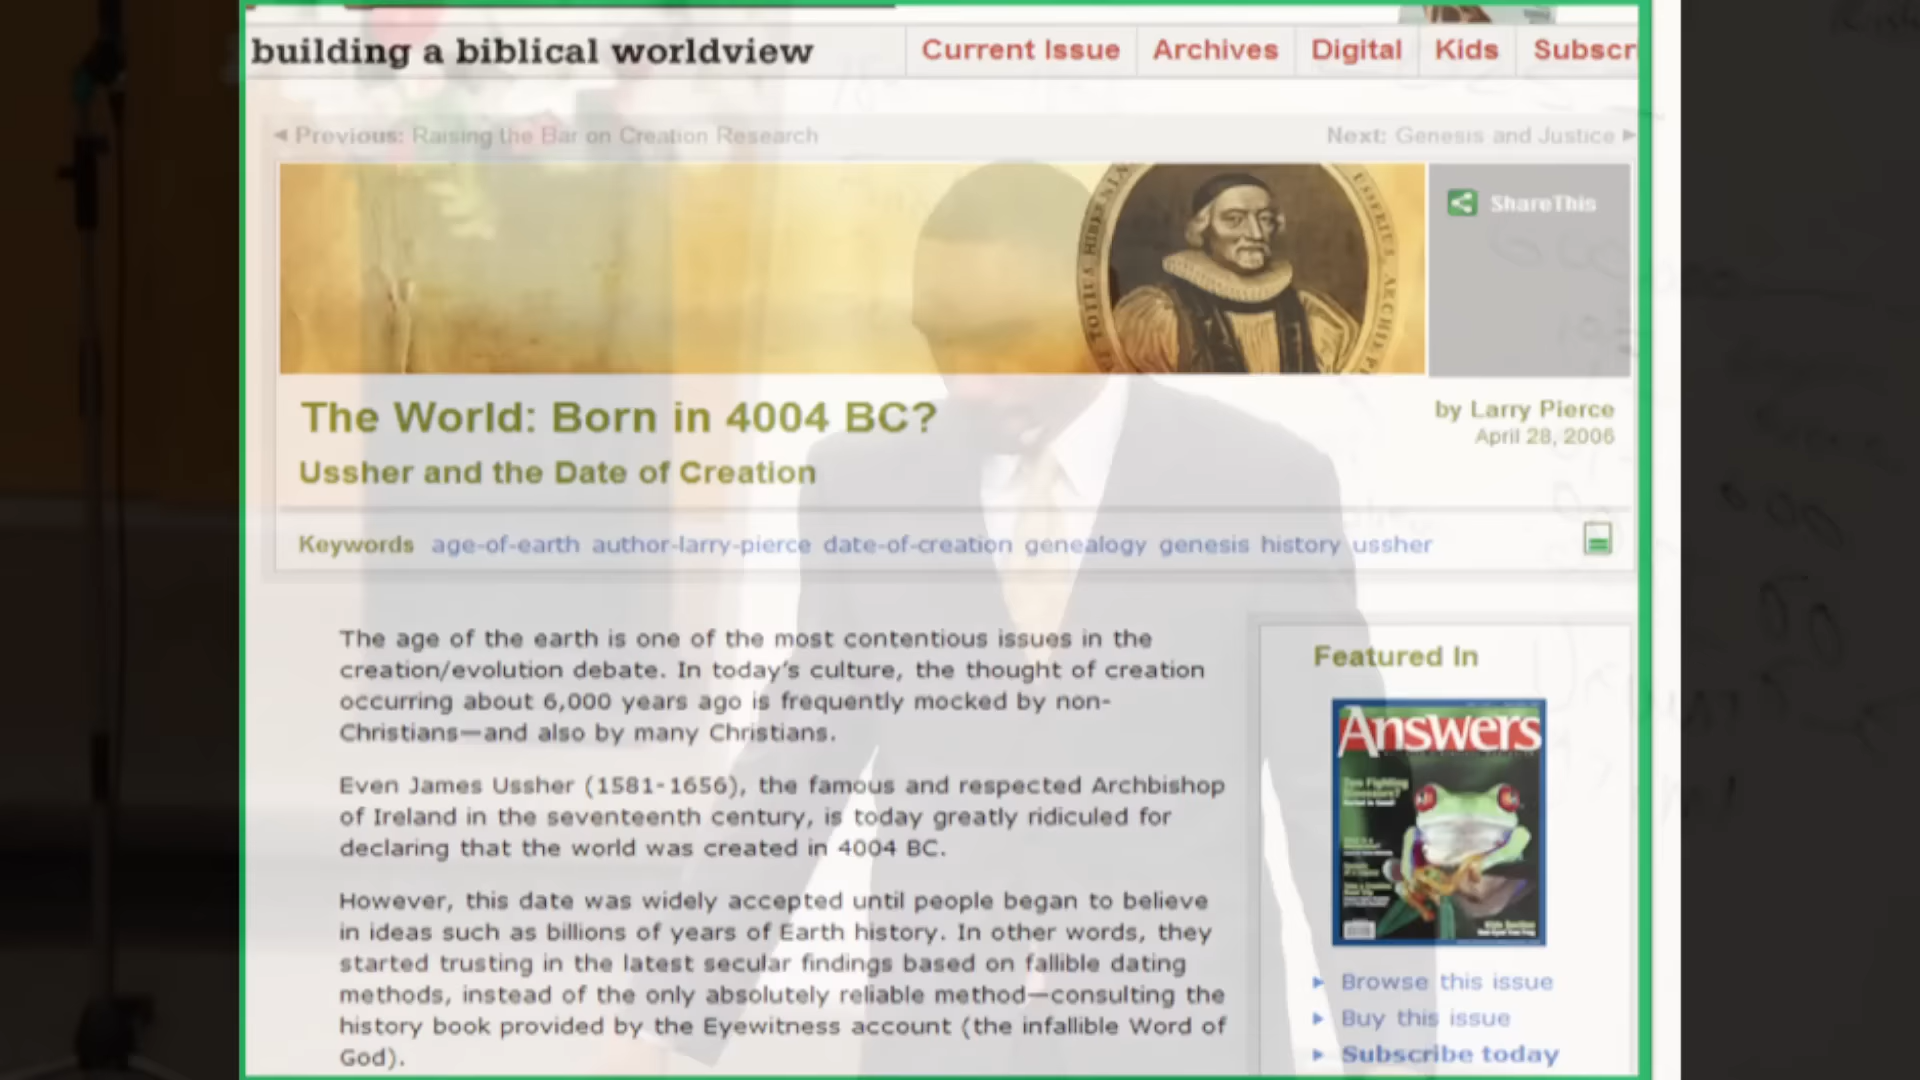 building a biblical worldview
Current Issue Archives Digital Kids Subscr
◄ Previous: Raising the Bar on Creation Research
Next: Genesis and Justice ►
ShareThis
The World: Born in 4004 BC?
by Larry Pierce
April 28, 2006
Ussher and the Date of Creation
Keywords age-of-earth author-larry-pierce date-of-creation genealogy genesis history ussher
The age of the earth is one of the most contentious issues in the
creation/evolution debate. In today's culture, the thought of creation
occurring about 6,000 years ago is frequently mocked by non-
Christians—and also by many Christians.
Even James Ussher (1581-1656), the famous and respected Archbishop
of Ireland in the seventeenth century, is today greatly ridiculed for
declaring that the world was created in 4004 BC.
However, this date was widely accepted until people began to believe
in ideas such as billions of years of Earth history. In other words, they
started trusting in the latest secular findings based on fallible dating
methods, instead of the only absolutely reliable method—consulting the
history book provided by the Eyewitness account (the infallible Word of
God).
Featured In
Answers
Browse this issue
Buy this issue
Subscribe today